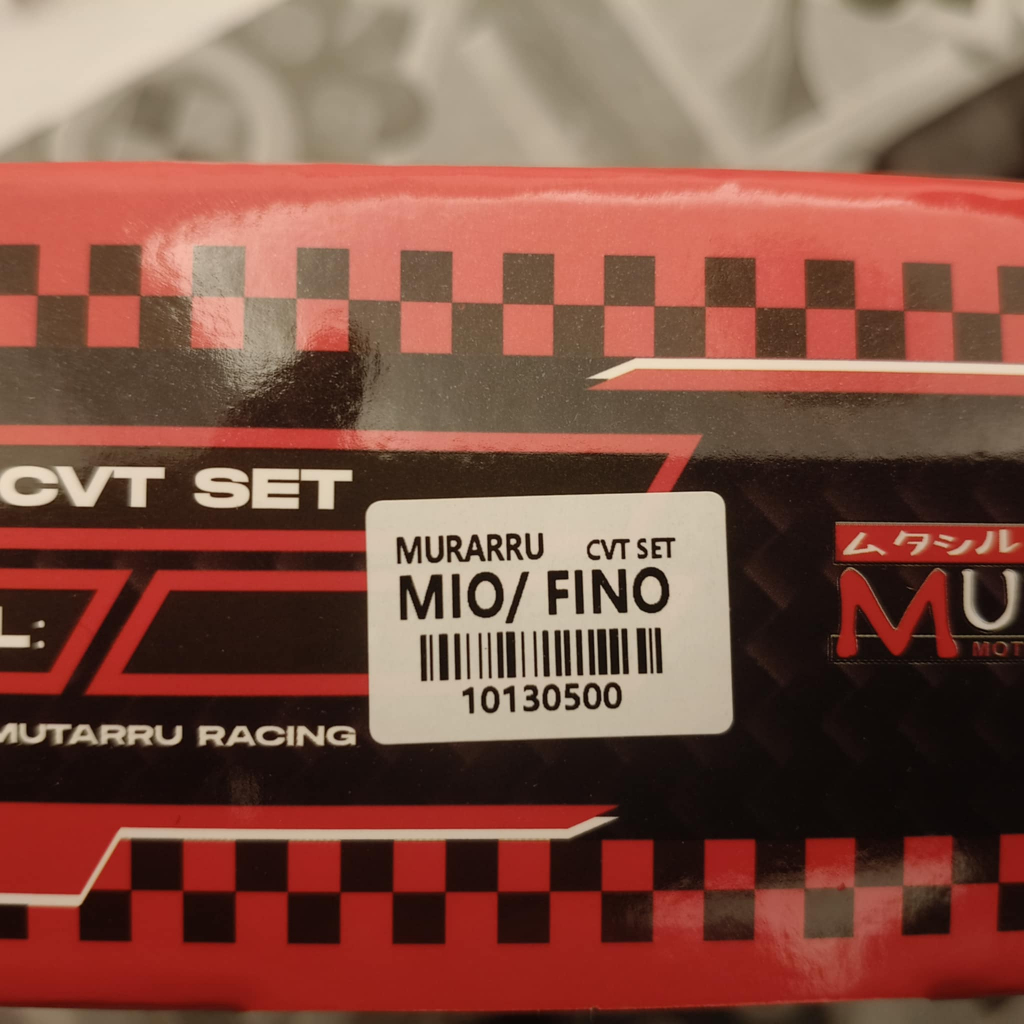 CVT SET
MURARRU CVT SET
MIO/ FINO
10130500
L:
MUTARRU RACING
ムタシル
MU
MOT